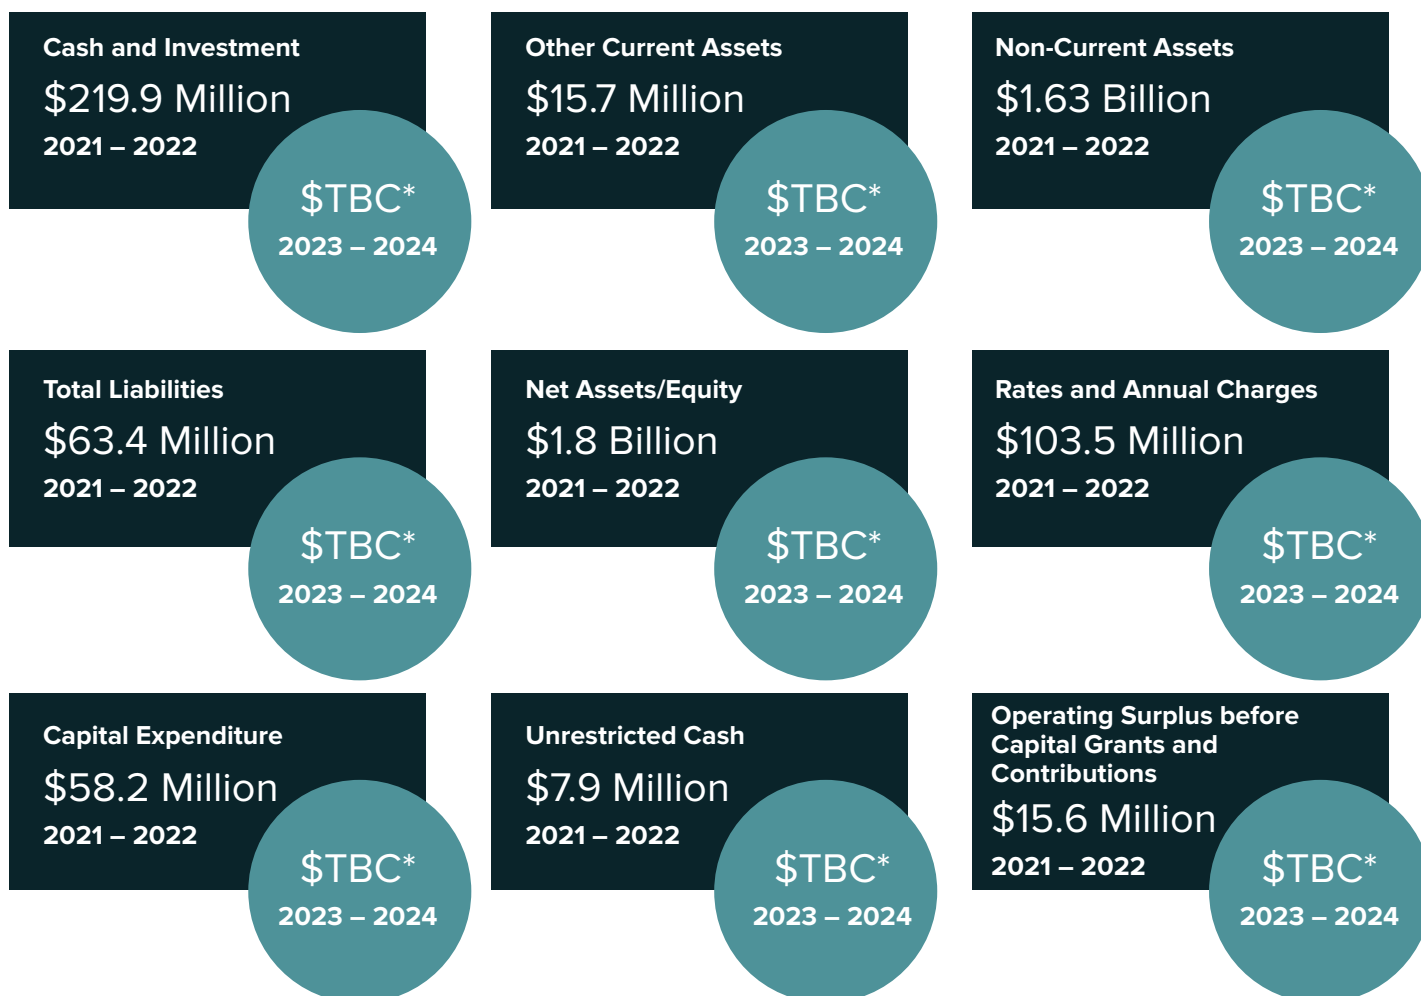 Cash and Investment
$219.9 Million
2021 – 2022
$TBC*
2023 – 2024
Other Current Assets
$15.7 Million
2021 – 2022
$TBC*
2023 – 2024
Non-Current Assets
$1.63 Billion
2021 – 2022
$TBC*
2023 – 2024
Total Liabilities
$63.4 Million
2021 – 2022
$TBC*
2023 – 2024
Net Assets/Equity
$1.8 Billion
2021 – 2022
$TBC*
2023 – 2024
Rates and Annual Charges
$103.5 Million
2021 – 2022
$TBC*
2023 – 2024
Capital Expenditure
$58.2 Million
2021 – 2022
$TBC*
2023 – 2024
Unrestricted Cash
$7.9 Million
2021 – 2022
$TBC*
2023 – 2024
Operating Surplus before
Capital Grants and
Contributions
$15.6 Million
2021 – 2022
$TBC*
2023 – 2024